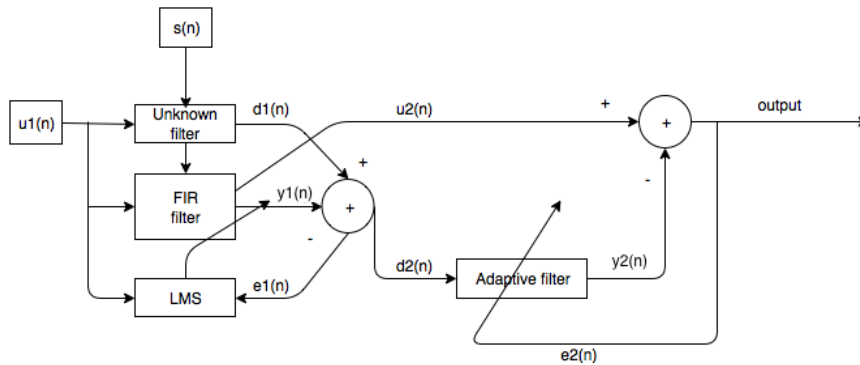 s(n)
u1(n)
Unknown
filter
d1(n)
u2(n)
+
+
output
+
-
FIR
filter
y1(n)
+
-
LMS
e1(n)
d2(n)
Adaptive filter
y2(n)
e2(n)